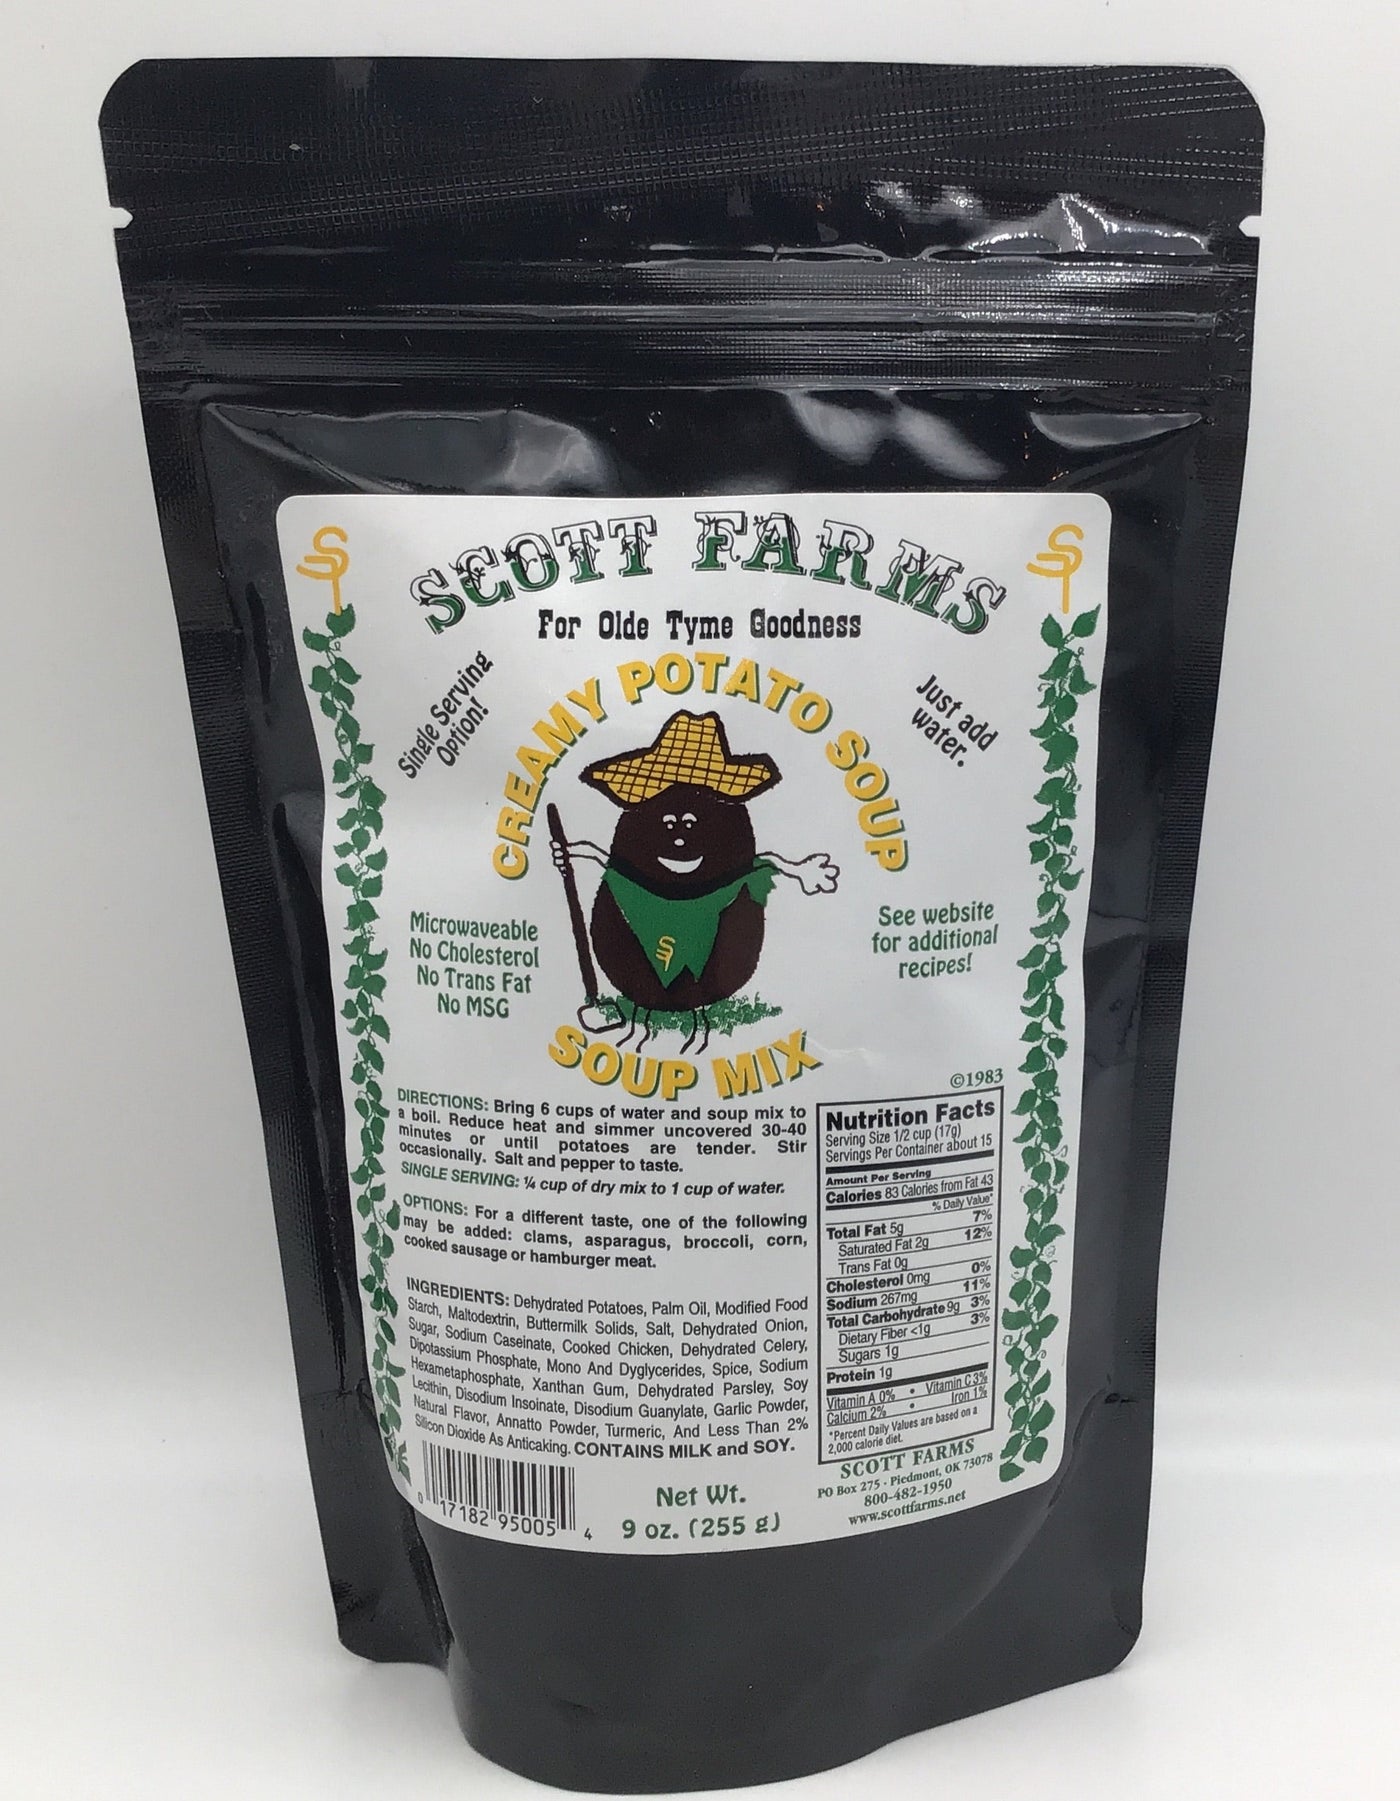 SCOTT FARMS
For Olde Tyme Goodness
Single Serving
Option!
Just add
water.
CREAMY POTATO SOUP
SOUP MIX
Microwaveable
No Cholesterol
No Trans Fat
No MSG
See website
for additional
recipes!
©1983
DIRECTIONS: Bring 6 cups of water and soup mix to
a boil. Reduce heat and simmer uncovered 30-40
minutes or until potatoes are tender. Stir
occasionally. Salt and pepper to taste.
SINGLE SERVING: ¼ cup of dry mix to 1 cup of water.
OPTIONS: For a different taste, one of the following
may be added: clams, asparagus, broccoli, corn,
cooked sausage or hamburger meat.
INGREDIENTS: Dehydrated Potatoes, Palm Oil, Modified Food
Starch, Maltodextrin, Buttermilk Solids, Salt, Dehydrated Onion,
Sugar, Sodium Caseinate, Cooked Chicken, Dehydrated Celery,
Dipotassium Phosphate, Mono And Dyglycerides, Spice, Sodium
Hexametaphosphate, Xanthan Gum, Dehydrated Parsley, Soy
Lecithin, Disodium Insoinate, Disodium Guanylate, Garlic Powder,
Natural Flavor, Annatto Powder, Turmeric, And Less Than 2%
Silicon Dioxide As Anticaking. CONTAINS MILK and SOY.
Nutrition Facts
Serving Size 1/2 cup (17g)
Servings Per Container about 15
Amount Per Serving
Calories 83 Calories from Fat 43
% Daily Value*
Total Fat 5g 7%
Saturated Fat 2g 12%
Trans Fat 0g
Cholesterol 0mg 0%
Sodium 267mg 11%
Total Carbohydrate 9g 3%
Dietary Fiber <1g 3%
Sugars 1g
Protein 1g
Vitamin A 0% • Vitamin C 3%
Calcium 2% • Iron 1%
*Percent Daily Values are based on a
2,000 calorie diet.
0 17182 95005 4
Net Wt.
9 oz. (255 g)
SCOTT FARMS
PO Box 275 · Piedmont, OK 73078
800-482-1950
www.scottfarms.net